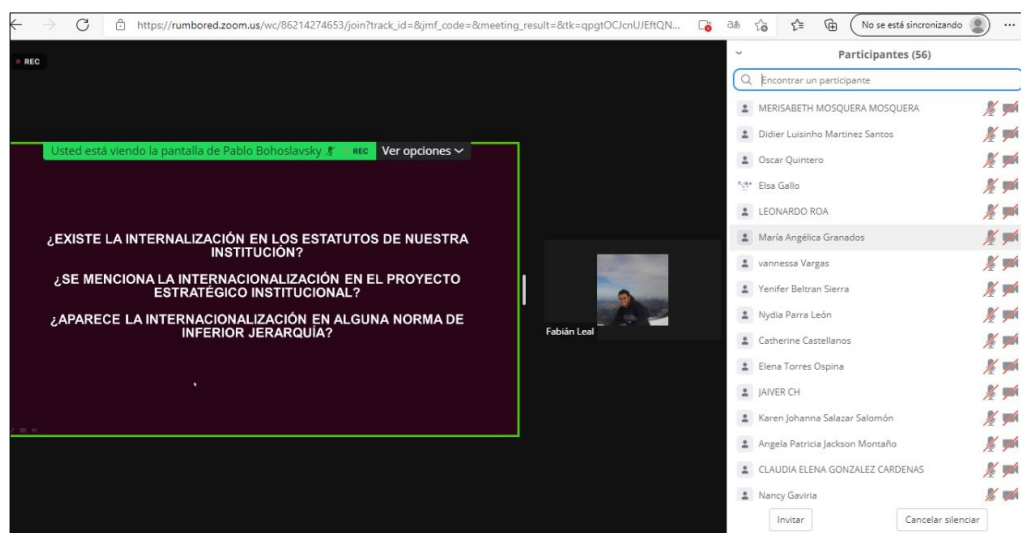 https://rumbored.zoom.us/wc/86214274653/join?track_id=&jmf_code=&meeting_result=&tk=qpgtOCJcnUJEftQN...
No se está sincronizando
REC
Usted está viendo la pantalla de Pablo Bohoslavsky
REC
Ver opciones
¿EXISTE LA INTERNALIZACIÓN EN LOS ESTATUTOS DE NUESTRA
INSTITUCIÓN?
¿SE MENCIONA LA INTERNACIONALIZACIÓN EN EL PROYECTO
ESTRATÉGICO INSTITUCIONAL?
¿APARECE LA INTERNACIONALIZACIÓN EN ALGUNA NORMA DE
INFERIOR JERARQUÍA?
Fabián Leal
Participantes (56)
Encontrar un participante
MERISABETH MOSQUERA MOSQUERA
Didier Luisinho Martinez Santos
Oscar Quintero
Elsa Gallo
LEONARDO ROA
María Angélica Granados
vannessa Vargas
Yenifer Beltran Sierra
Nydia Parra León
Catherine Castellanos
Elena Torres Ospina
JAIVER CH
Karen Johanna Salazar Salomón
Angela Patricia Jackson Montaño
CLAUDIA ELENA GONZALEZ CARDENAS
Nancy Gaviria
Invitar
Cancelar silenciar